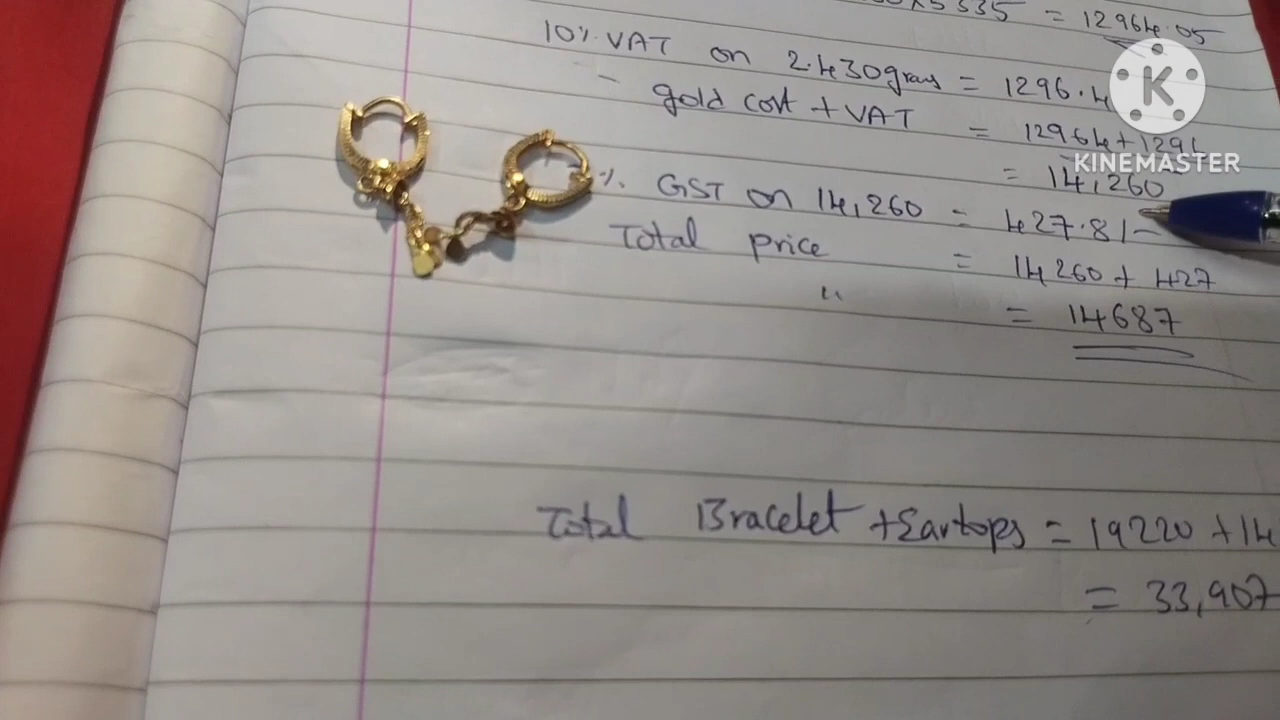 5335 = 12964.05
10% VAT on 2.430grams = 1296.4
gold cost + VAT = 12964+1296
= 14,260
% GST on 14,260 = 427.81-
Total price = 14260 + 427
"
= 14687
Total Bracelet + Eartops = 19220 + 14
= 33,907
K
KINEMASTER